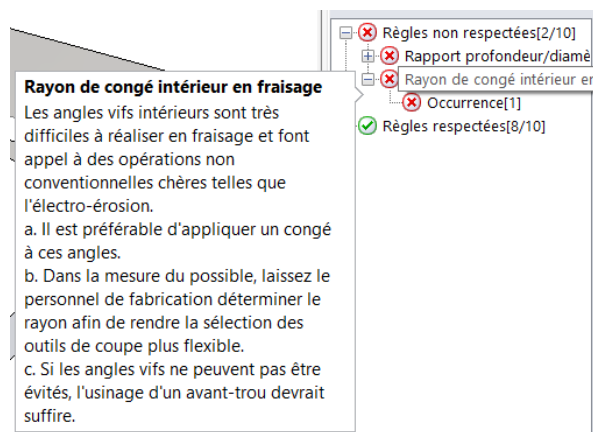 Règles non respectées[2/10]
Rapport profondeur/diamè
Rayon de congé intérieur er
Occurrence[1]
Règles respectées[8/10]
Rayon de congé intérieur en fraisage
Les angles vifs intérieurs sont très
difficiles à réaliser en fraisage et font
appel à des opérations non
conventionnelles chères telles que
l'électro-érosion.
a. Il est préférable d'appliquer un congé
à ces angles.
b. Dans la mesure du possible, laissez le
personnel de fabrication déterminer le
rayon afin de rendre la sélection des
outils de coupe plus flexible.
c. Si les angles vifs ne peuvent pas être
évités, l'usinage d'un avant-trou devrait
suffire.